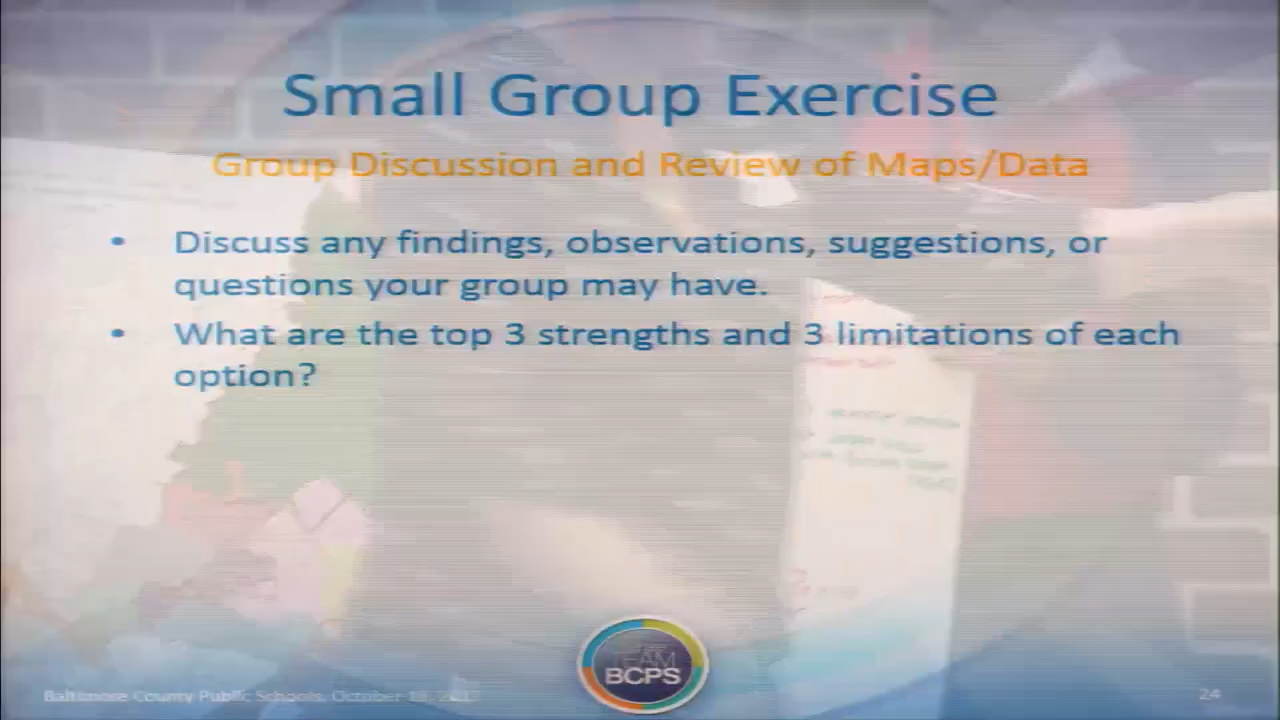 Small Group Exercise
Group Discussion and Review of Maps/Data
• Discuss any findings, observations, suggestions, or
questions your group may have.
• What are the top 3 strengths and 3 limitations of each
option?
TEAM
BCPS
Baltimore County Public Schools, October
24